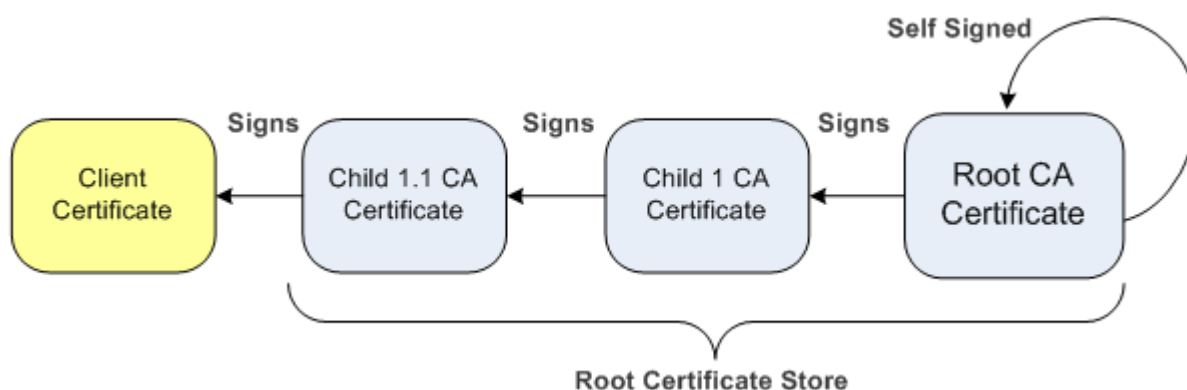 Self Signed
Signs
Signs
Signs
Client
Certificate
Child 1.1 CA
Certificate
Child 1 CA
Certificate
Root CA
Certificate
Root Certificate Store